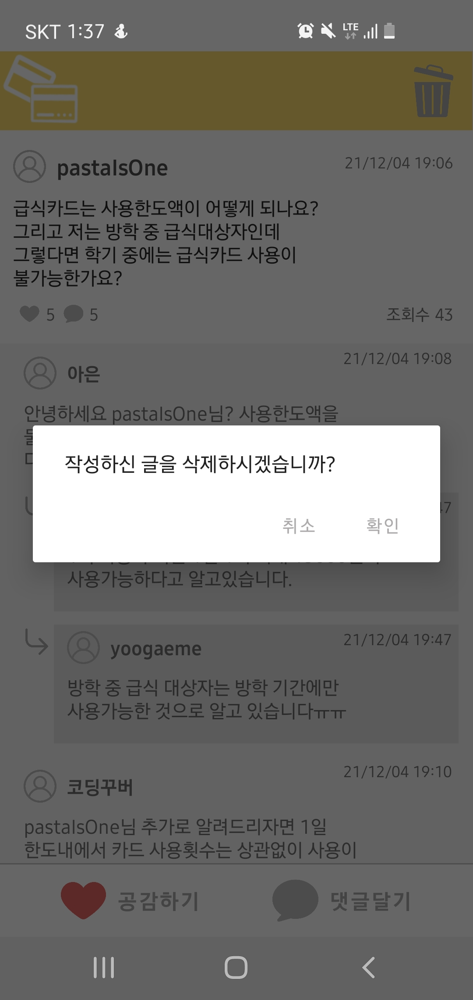 SKT 1:37
LTE
pastaIsOne
21/12/04 19:06
급식카드는 사용한도액이 어떻게 되나요?
그리고 저는 방학 중 급식대상자인데
그렇다면 학기 중에는 급식카드 사용이
불가능한가요?
5 5
조회수 43
아은
21/12/04 19:08
안녕하세요 pastaIsOne님? 사용한도액을
작성하신 글을 삭제하시겠습니까?
취소 확인
47
사용가능하다고 알고있습니다.
yoogaeme
21/12/04 19:47
방학 중 급식 대상자는 방학 기간에만
사용가능한 것으로 알고 있습니다ㅠㅠ
코딩꾸버
21/12/04 19:10
pastaIsOne님 추가로 알려드리자면 1일
한도내에서 카드 사용횟수는 상관없이 사용이
공감하기
댓글달기